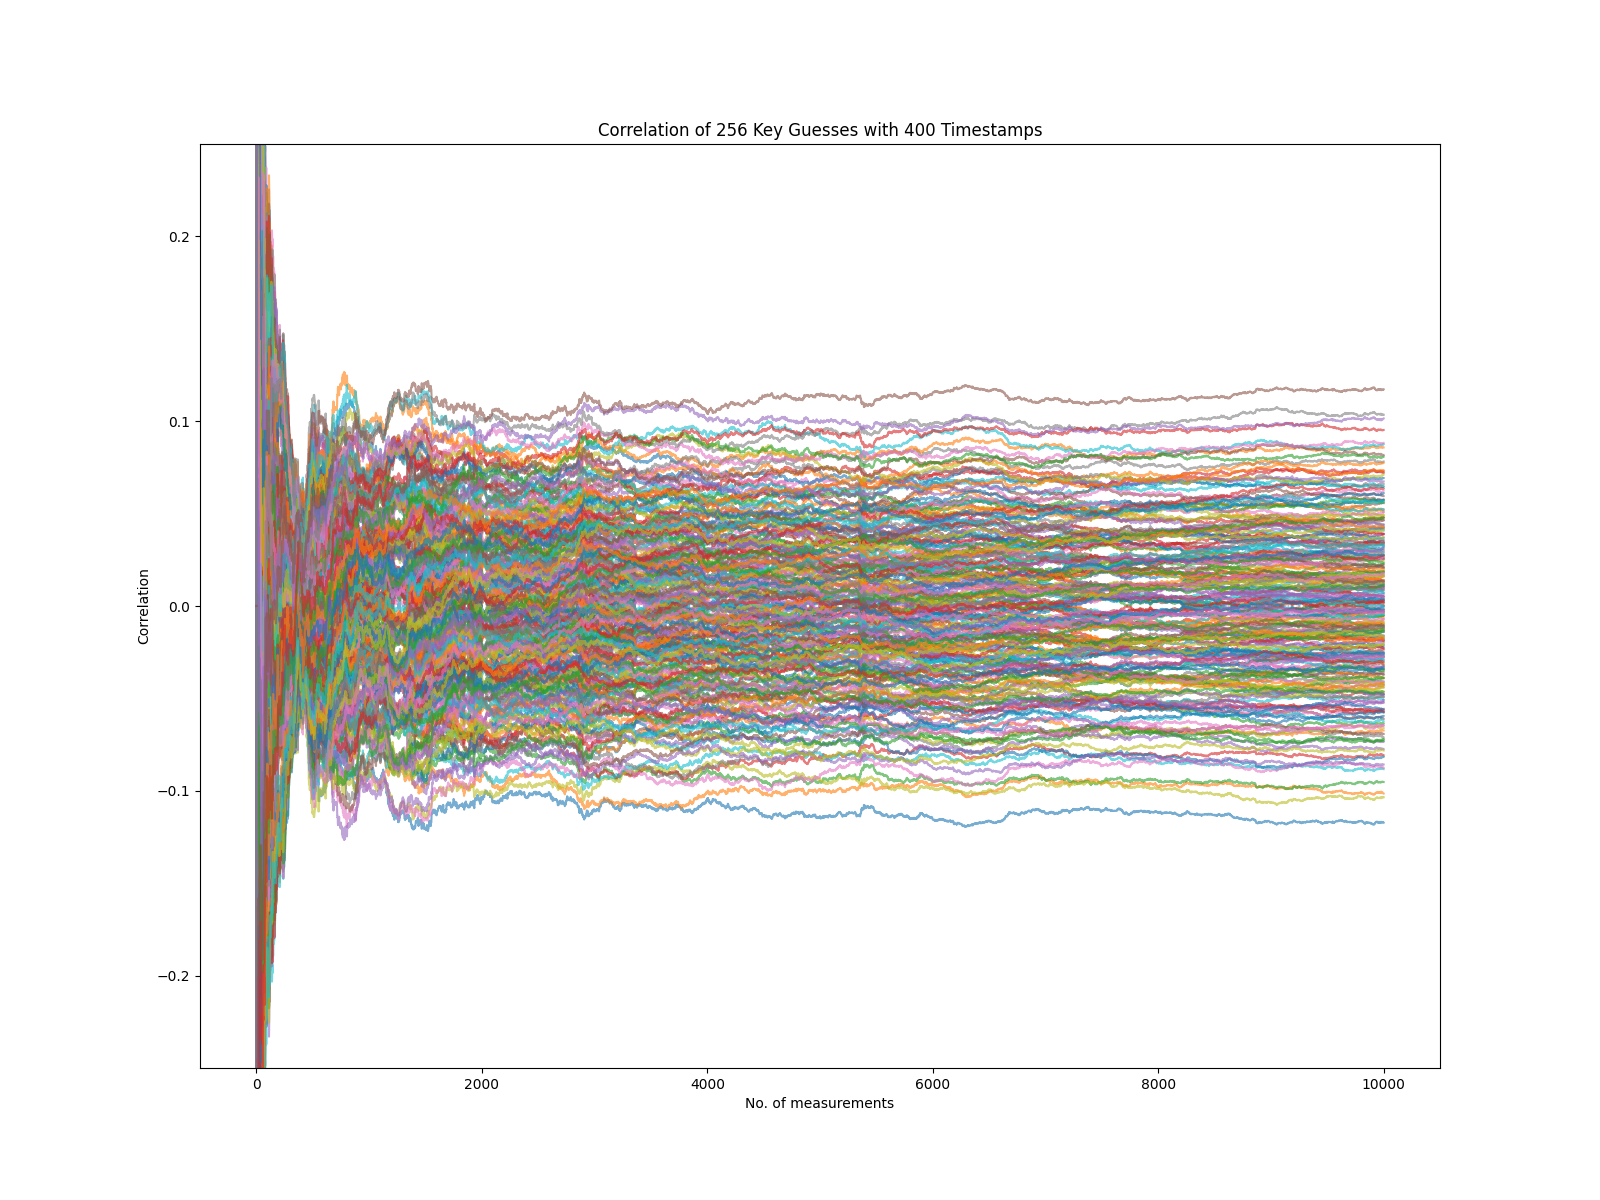 Correlation of 256 Key Guesses with 400 Timestamps
0.2
0.1
0.0
−0.1
−0.2
Correlation
0 2000 4000 6000 8000 10000
No. of measurements